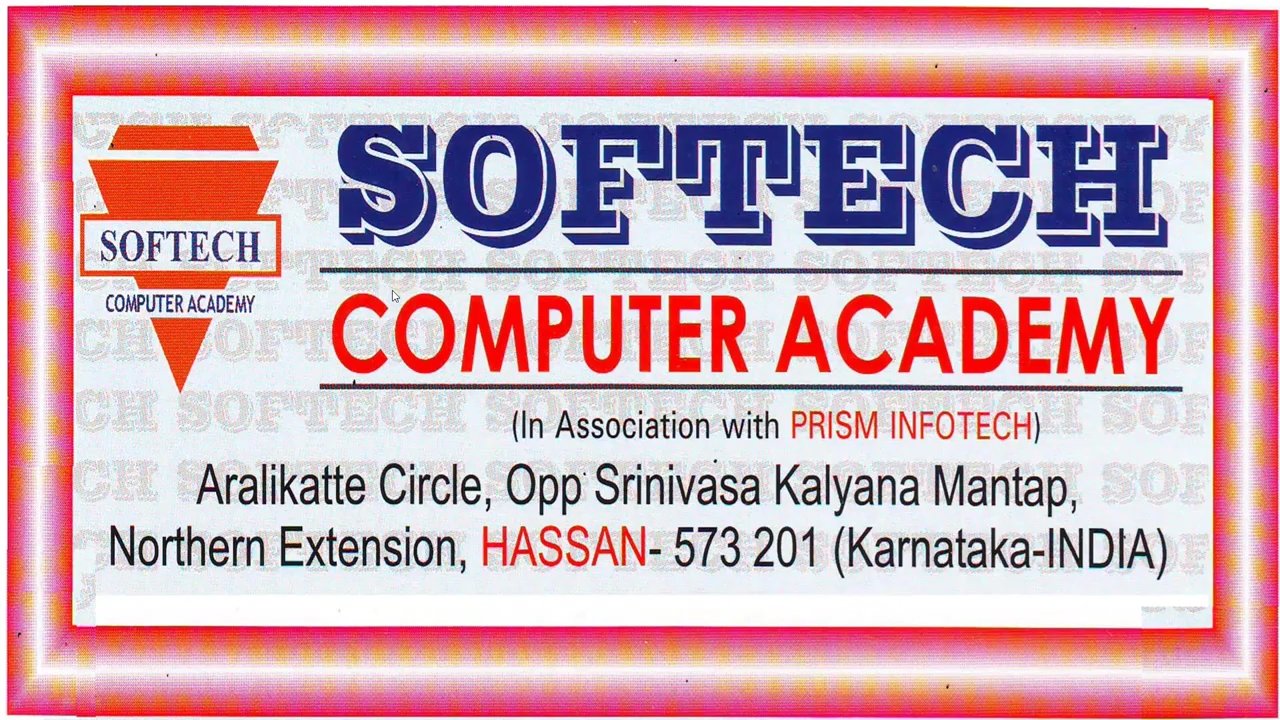 SOFTECH
COMPUTER ACADEMY
SOFTECH
COMPUTER ACADEMY
(In Association with PRISM INFOTECH)
Aralikatte Circle, Opp Srinivasa Kalyana Mantap,
Northern Extension, HASSAN- 573 201 (Karnataka-INDIA)